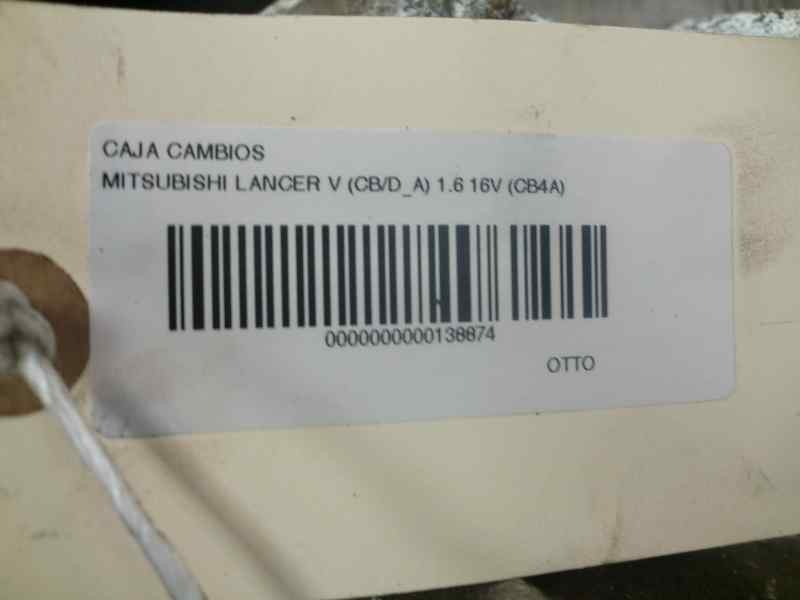 CAJA CAMBIOS
MITSUBISHI LANCER V (CB/D_A) 1.6 16V (CB4A)
0000000000138874
OTTO